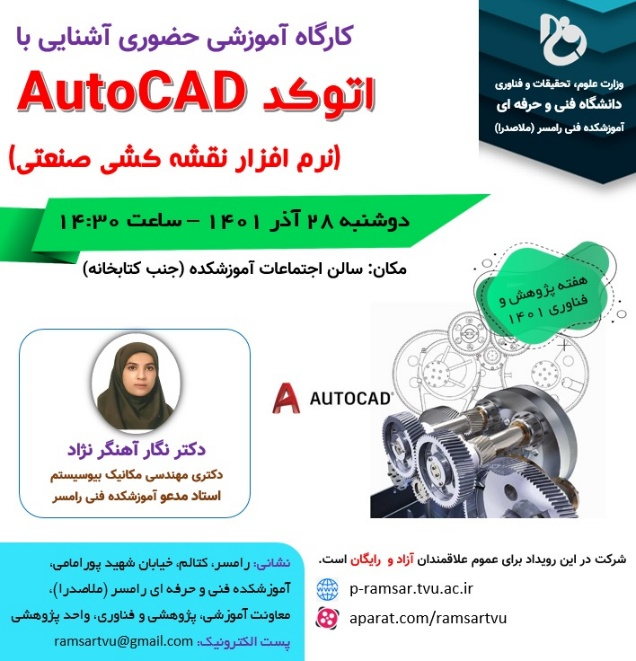 کارگاه آموزشی حضوری آشنایی با
اتوکد AutoCAD
(نرم افزار نقشه کشی صنعتی)
وزارت علوم، تحقیقات و فناوری
دانشگاه فنی و حرفه ای
آموزشکده فنی رامسر (ملاصدرا)
دوشنبه ۲۸ آذر ۱۴۰۱ – ساعت ۱۴:۳۰
مکان: سالن اجتماعات آموزشکده (جنب کتابخانه)
هفته پژوهش و
فناوری ۱۴۰۱
AUTOCAD®
دکتر نگار آهنگر نژاد
دکتری مهندسی مکانیک بیوسیستم
استاد مدعو آموزشکده فنی رامسر
شرکت در این رویداد برای عموم علاقمندان آزاد و رایگان است.
p-ramsar.tvu.ac.ir
aparat.com/ramsartvu
نشانی: رامسر، کتالم، خیابان شهید پورامامی،
آموزشکده فنی و حرفه ای رامسر (ملاصدرا)،
معاونت آموزشی، پژوهشی و فناوری، واحد پژوهشی
پست الکترونیک: ramsartvu@gmail.com